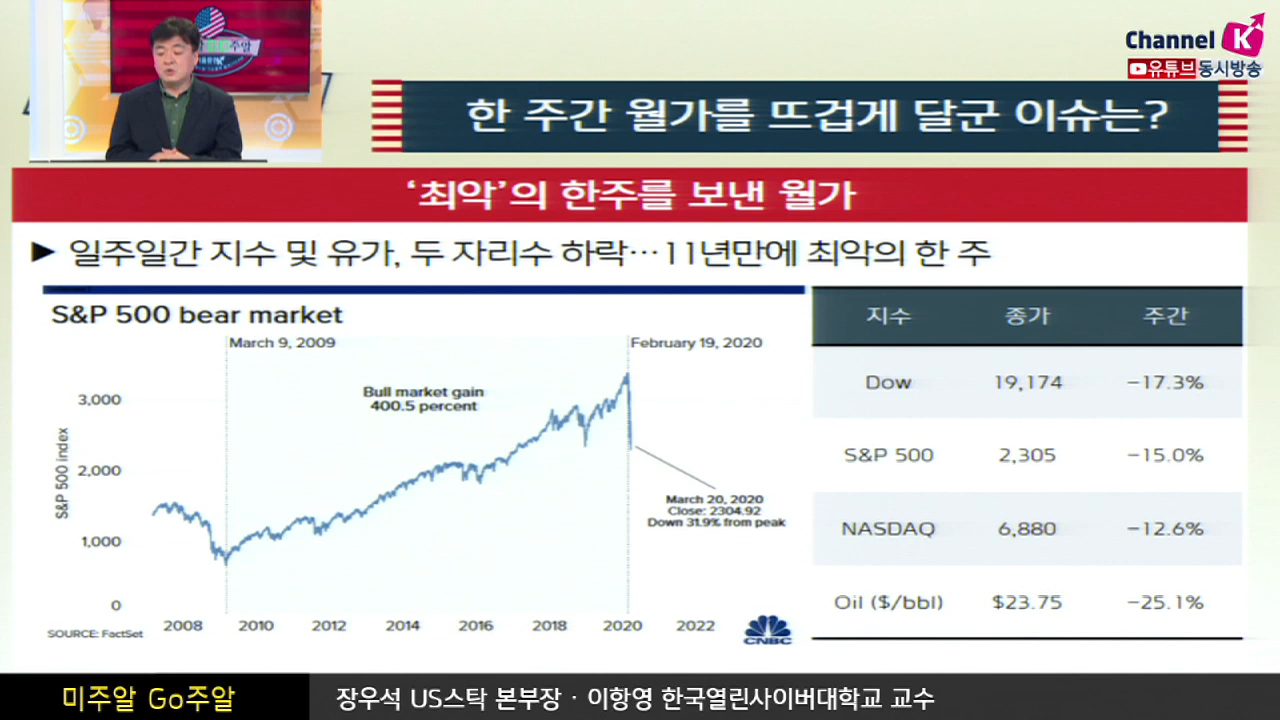 주알
Channel K
유튜브동시방송
한 주간 월가를 뜨겁게 달군 이슈는?
‘최악’의 한주를 보낸 월가
▶ 일주일간 지수 및 유가, 두 자리수 하락…11년만에 최악의 한 주
S&P 500 bear market
March 9, 2009
February 19, 2020
Bull market gain
400.5 percent
S&P 500 index
3,000
2,000
1,000
0
March 20, 2020
Close: 2304.92
Down 31.9% from peak
2008 2010 2012 2014 2016 2018 2020 2022
SOURCE: FactSet
CNBC
지수 종가 주간
Dow 19,174 -17.3%
S&P 500 2,305 -15.0%
NASDAQ 6,880 -12.6%
Oil ($/bbl) $23.75 -25.1%
미주알 Go주알
장우석 US스탁 본부장 · 이항영 한국열린사이버대학교 교수